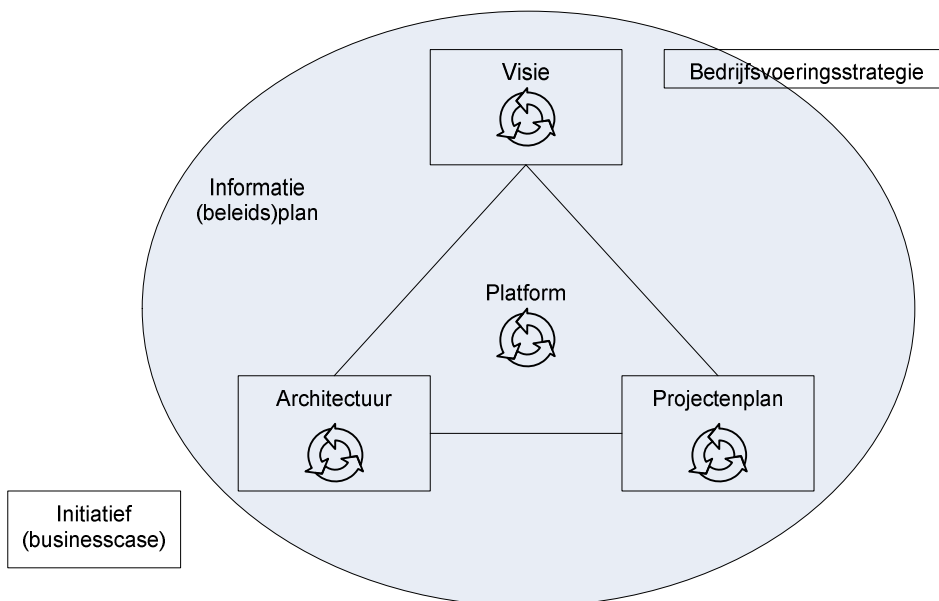 Visie
Bedrijfsvoeringsstrategie
Informatie
(beleids)plan
Platform
Architectuur
Projectenplan
Initiatief
(businesscase)